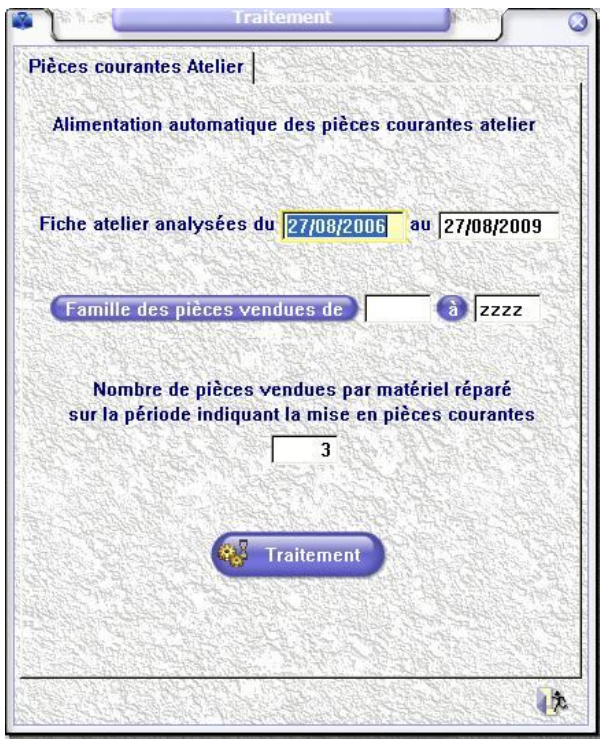 Traitement
Pièces courantes Atelier
Alimentation automatique des pièces courantes atelier
Fiche atelier analysées du 27/08/2006 au 27/08/2009
Famille des pièces vendues de à zzzz
Nombre de pièces vendues par matériel réparé
sur la période indiquant la mise en pièces courantes
3
Traitement